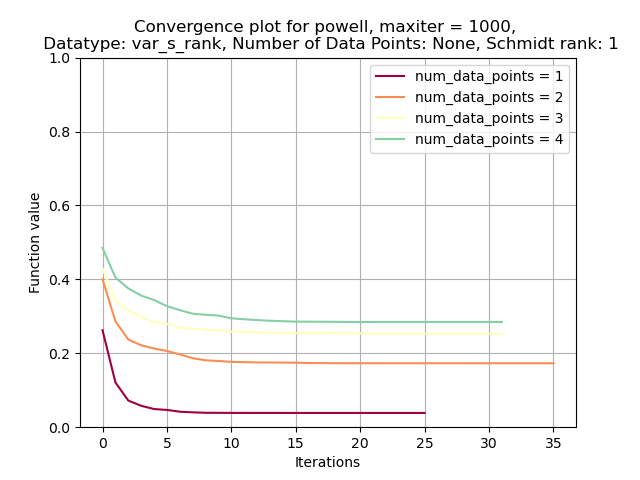 Convergence plot for powell, maxiter = 1000,
Datatype: var_s_rank, Number of Data Points: None, Schmidt rank: 1
1.0
0.8
0.6
0.4
0.2
0.0
Function value
num_data_points = 1
num_data_points = 2
num_data_points = 3
num_data_points = 4
0 5 10 15 20 25 30 35
Iterations